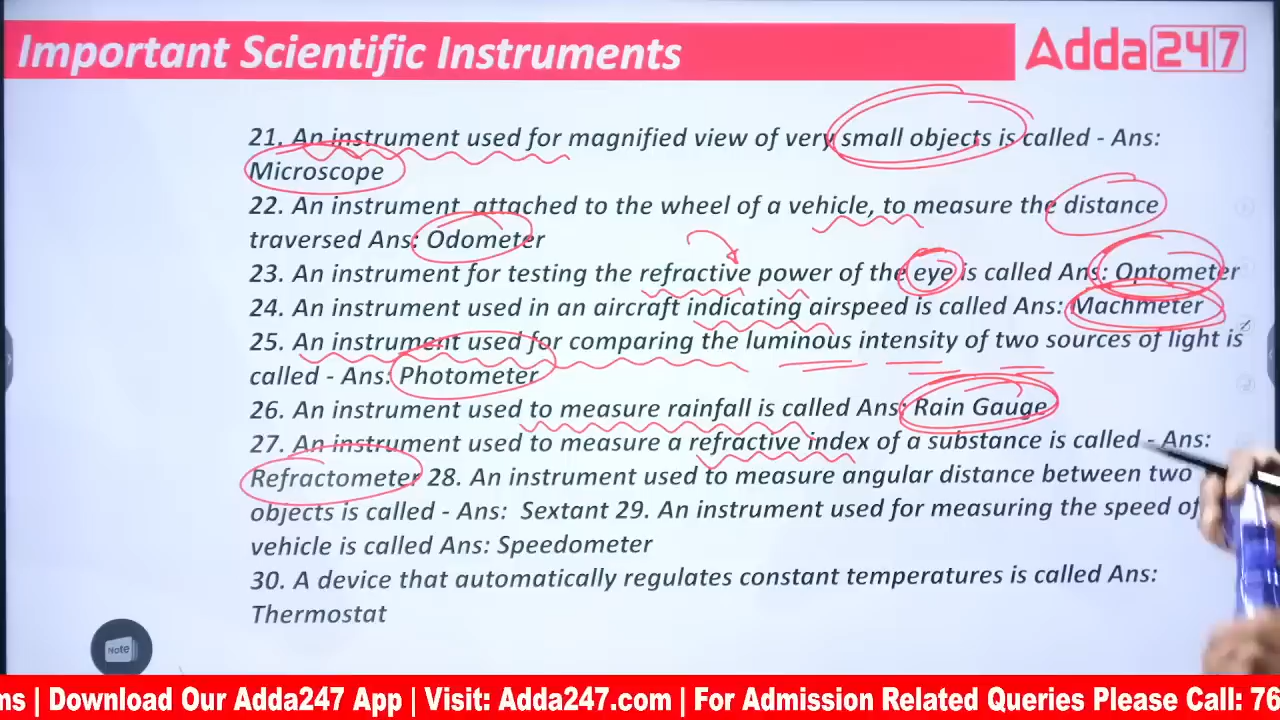 Important Scientific Instruments
Adda247
21. An instrument used for magnified view of very small objects is called - Ans:
Microscope
22. An instrument attached to the wheel of a vehicle, to measure the distance
traversed Ans: Odometer
23. An instrument for testing the refractive power of the eye is called Ans: Optometer
24. An instrument used in an aircraft indicating airspeed is called Ans: Machmeter
25. An instrument used for comparing the luminous intensity of two sources of light is
called - Ans: Photometer
26. An instrument used to measure rainfall is called Ans: Rain Gauge
27. An instrument used to measure a refractive index of a substance is called - Ans:
Refractometer 28. An instrument used to measure angular distance between two
objects is called - Ans: Sextant 29. An instrument used for measuring the speed of
vehicle is called Ans: Speedometer
30. A device that automatically regulates constant temperatures is called Ans:
Thermostat
Note
ms | Download Our Adda247 App | Visit: Adda247.com | For Admission Related Queries Please Call: 76